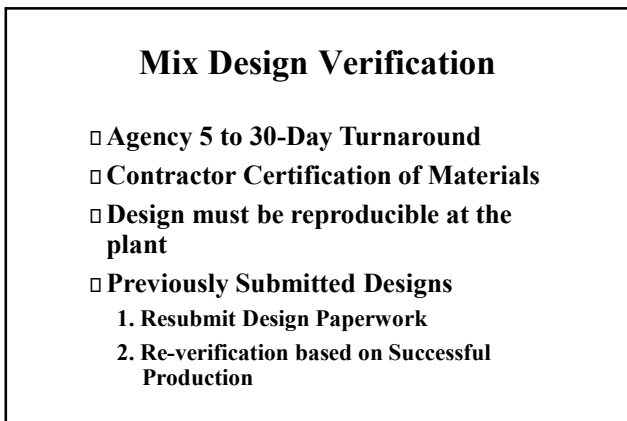 Mix Design Verification
□ Agency 5 to 30-Day Turnaround
□ Contractor Certification of Materials
□ Design must be reproducible at the
plant
□ Previously Submitted Designs
1. Resubmit Design Paperwork
2. Re-verification based on Successful
Production